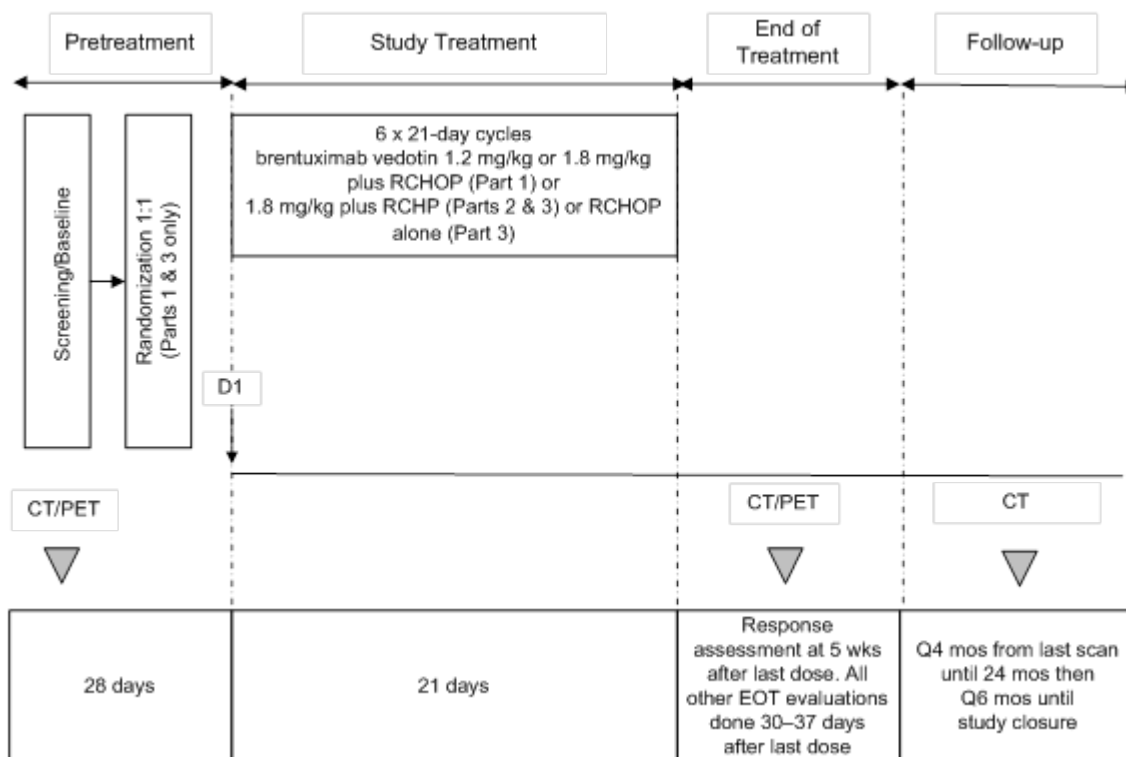 Pretreatment
Study Treatment
End of
Treatment
Follow-up
Screening/Baseline
Randomization 1:1
(Parts 1 & 3 only)
6 x 21-day cycles
brentuximab vedotin 1.2 mg/kg or 1.8 mg/kg
plus RCHOP (Part 1) or
1.8 mg/kg plus RCHP (Parts 2 & 3) or RCHOP
alone (Part 3)
D1
CT/PET
CT/PET
CT
28 days
21 days
Response
assessment at 5 wks
after last dose. All
other EOT evaluations
done 30–37 days
after last dose
Q4 mos from last scan
until 24 mos then
Q6 mos until
study closure